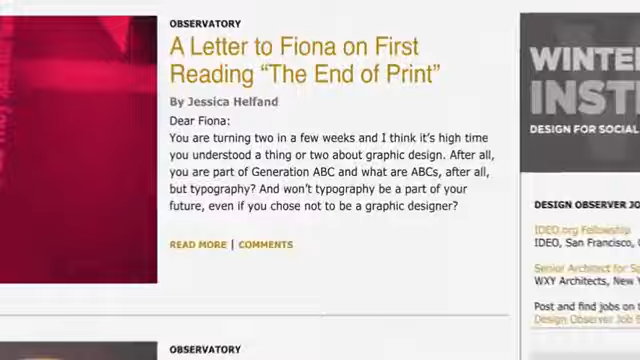 OBSERVATORY
A Letter to Fiona on First
Reading “The End of Print”
By Jessica Helfand
Dear Fiona:
You are turning two in a few weeks and I think it’s high time
you understood a thing or two about graphic design. After all,
you are part of Generation ABC and what are ABCs, after all,
but typography? And won’t typography be a part of your
future, even if you chose not to be a graphic designer?
READ MORE | COMMENTS
OBSERVATORY
WINTE
INST
DESIGN FOR SOCIAL
DESIGN OBSERVER JO
IDEO.org Fellowship
IDEO, San Francisco,
Senior Architect for
WXY Architects, New
Post and find jobs on
Design Observer Job